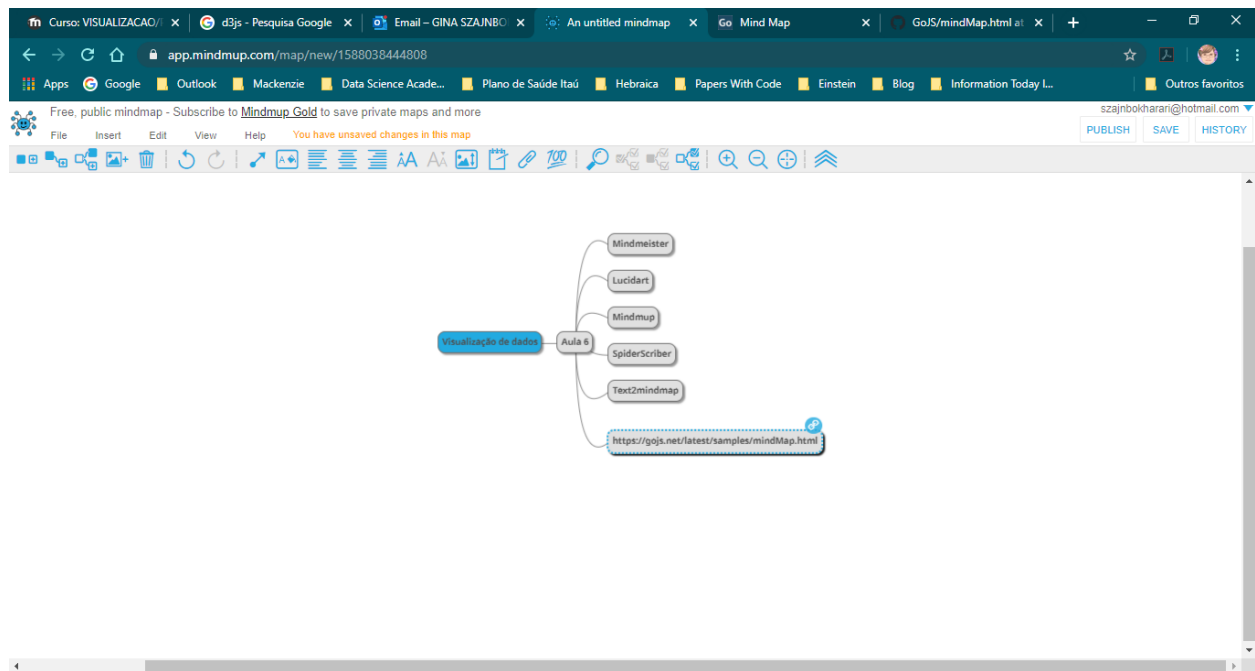 Curso: VISUALIZACAO/
d3js - Pesquisa Google
Email – GINA SZAJNBO
An untitled mindmap
Go Mind Map
GoJS/mindMap.html at
app.mindmup.com/map/new/1588038444808
Apps Google Outlook Mackenzie Data Science Acade... Plano de Saúde Itaú Hebraica Papers With Code Einstein Blog Information Today I... Outros favoritos
Free, public mindmap - Subscribe to Mindmup Gold to save private maps and more
szajnbokharari@hotmail.com
File Insert Edit View Help You have unsaved changes in this map
PUBLISH SAVE HISTORY
100
Mindmeister
Lucidart
Mindmup
Visualização de dados
Aula 6
SpiderScriber
Text2mindmap
https://gojs.net/latest/samples/mindMap.html